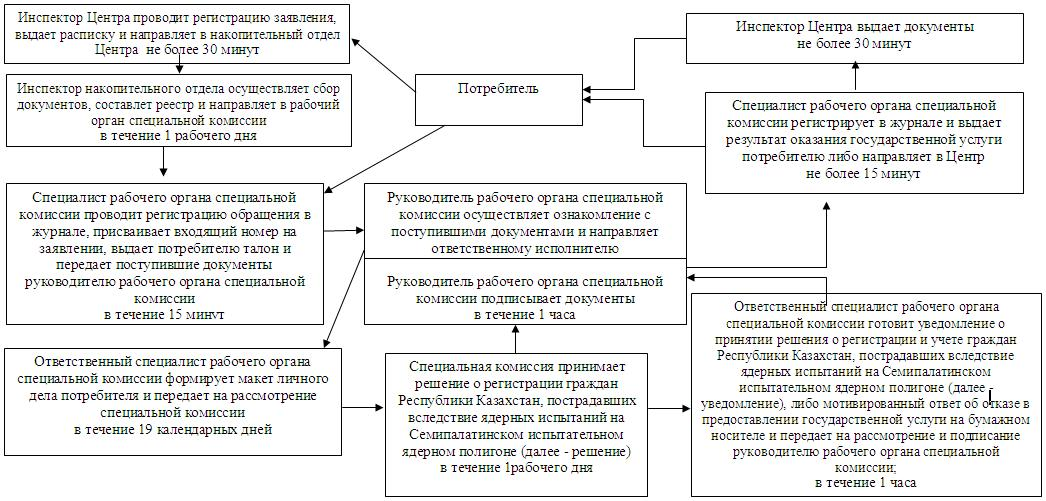 Инспектор Центра проводит регистрацию заявления,
выдает расписку и направляет в накопительный отдел
Центра не более 30 минут
Инспектор накопительного отдела осуществляет сбор
документов, составлет реестр и направляет в рабочий
орган специальной комиссии
в течение 1 рабочего дня
Потребитель
Инспектор Центра выдает документы
не более 30 минут
Специалист рабочего органа специальной
комиссии регистрирует в журнале и выдает
результат оказания государственной услуги
потребителю либо направляет в Центр
не более 15 минут
Специалист рабочего органа специальной
комиссии проводит регистрацию обращения в
журнале, присваивает входящий номер на
заявлении, выдает потребителю талон и
передает поступившие документы
руководителю рабочего органа специальной
комиссии
в течение 15 минут
Руководитель рабочего органа специальной
комиссии осуществляет ознакомление с
поступившими документами и направляет
ответственному исполнителю
Руководитель рабочего органа специальной
комиссии подписывает документы
в течение 1 часа
Ответственный специалист рабочего органа
специальной комиссии формирует макет личного
дела потребителя и передает на рассмотрение
специальной комиссии
в течение 19 календарных дней
Специальная комиссия принимает
решение о регистрации граждан
Республики Казахстан, пострадавших
вследствие ядерных испытаний на
Семипалатинском испытательном
ядерном полигоне (далее - решение)
в течение 1рабочего дня
Ответственный специалист рабочего органа
специальной комиссии готовит уведомление о
принятии решения о регистрации и учете граждан
Республики Казахстан, пострадавших вследствие
ядерных испытаний на Семипалатинском
испытательном ядерном полигоне (далее -
уведомление), либо мотивированный ответ об отказе в
предоставлении государственной услуги на бумажном
носителе и передает на рассмотрение и подписание
руководителю рабочего органа специальной
комиссии;
в течение 1 часа